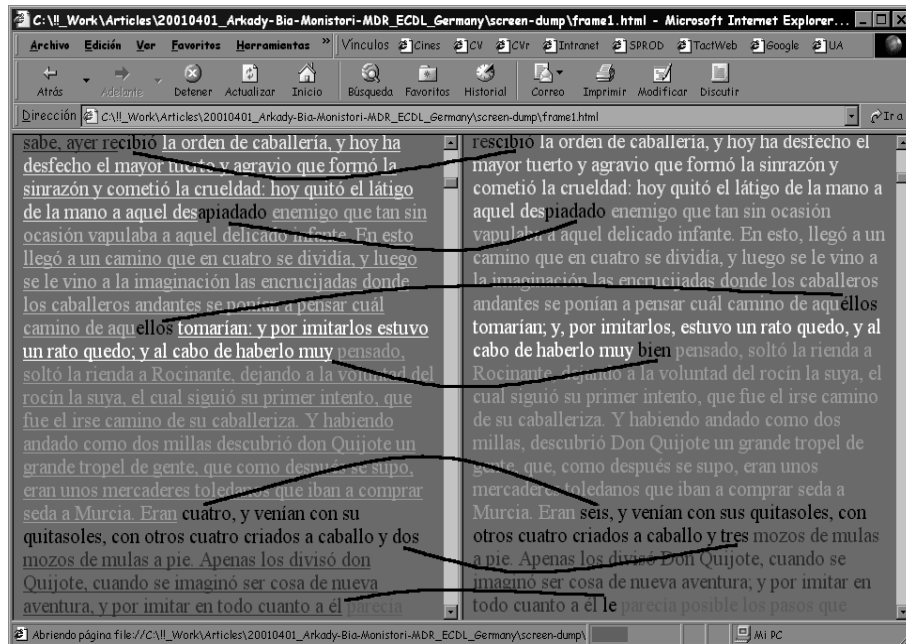 C:\!!_Work\Articles\20010401_Arkady-Bia-Monistori-MDR_ECDL_Germany\screen-dump\frame1.html - Microsoft Internet Explorer...
Archivo Edición Ver Favoritos Herramientas » Vínculos Cines CV CVr Intranet SPROD TactWeb Google UA
Atrás Adelante Detener Actualizar Inicio Búsqueda Favoritos Historial Correo Imprimir Modificar Discutir
Dirección C:\!!_Work\Articles\20010401_Arkady-Bia-Monistori-MDR_ECDL_Germany\screen-dump\frame1.html Ir a
sabe, ayer recibió la orden de caballería, y hoy ha
desfecho el mayor tuerto y agravio que formó la
sinrazón y cometió la crueldad: hoy quitó el látigo
de la mano a aquel desapiadado enemigo que tan sin
ocasión vapulaba a aquel delicado infante. En esto
llegó a un camino que en cuatro se dividía, y luego
se le vino a la imaginación las encrucijadas donde
los caballeros andantes se ponían a pensar cuál
camino de aquellos tomarían: y por imitarlos estuvo
un rato quedo; y al cabo de haberlo muy pensado,
soltó la rienda a Rocinante, dejando a la voluntad del
rocín la suya, el cual siguió su primer intento, que
fue el irse camino de su caballeriza. Y habiendo
andado como dos millas descubrió don Quijote un
grande tropel de gente, que como después se supo,
eran unos mercaderes toledanos que iban a comprar
seda a Murcia. Eran cuatro, y venían con su
quitasoles, con otros cuatro criados a caballo y dos
mozos de mulas a pie. Apenas los divisó don
Quijote, cuando se imaginó ser cosa de nueva
aventura, y por imitar en todo cuanto a él parecía
rescibió la orden de caballería, y hoy ha desfecho el
mayor tuerto y agravio que formó la sinrazón y
cometió la crueldad: hoy quitó el látigo de la mano a
aquel despiadado enemigo que tan sin ocasión
vapulaba a aquel delicado infante. En esto, llegó a un
camino que en cuatro se dividía, y luego se le vino a
la imaginación las encrucijadas donde los caballeros
andantes se ponían a pensar cuál camino de aquéllos
tomarían; y, por imitarlos, estuvo un rato quedo, y al
cabo de haberlo muy bien pensado, soltó la rienda a
Rocinante, dejando a la voluntad del rocín la suya, el
cual siguió su primer intento, que fue el irse camino
de su caballeriza. Y habiendo andado como dos
millas, descubrió Don Quijote un grande tropel de
gente, que, como después se supo, eran unos
mercaderes toledanos que iban a comprar seda a
Murcia. Eran seis, y venían con sus quitasoles, con
otros cuatro criados a caballo y tres mozos de mulas
a pie. Apenas los divisó Don Quijote, cuando se
imaginó ser cosa de nueva aventura; y por imitar en
todo cuanto a él le parecía posible los pasos que
Abriendo página file://C:\!!_Work\Articles\20010401_Arkady-Bia-Monistori-MDR_ECDL_Germany\screen-dump\ Mi PC